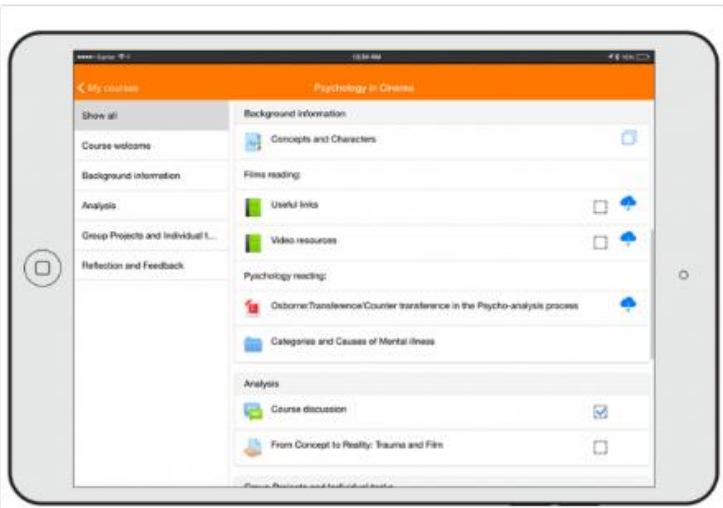 My courses
Psychology in Cinema
Show all
Course welcome
Background information
Analysis
Group Projects and Individual t...
Reflection and Feedback
Background information
Concepts and Characters
Films reading:
Useful links
Video resources
Pyschology reading:
Osborne:Transference/Counter transference in the Psycho-analysis process
Categories and Causes of Mental illness
Analysis
Course discussion
From Concept to Reality: Trauma and Film